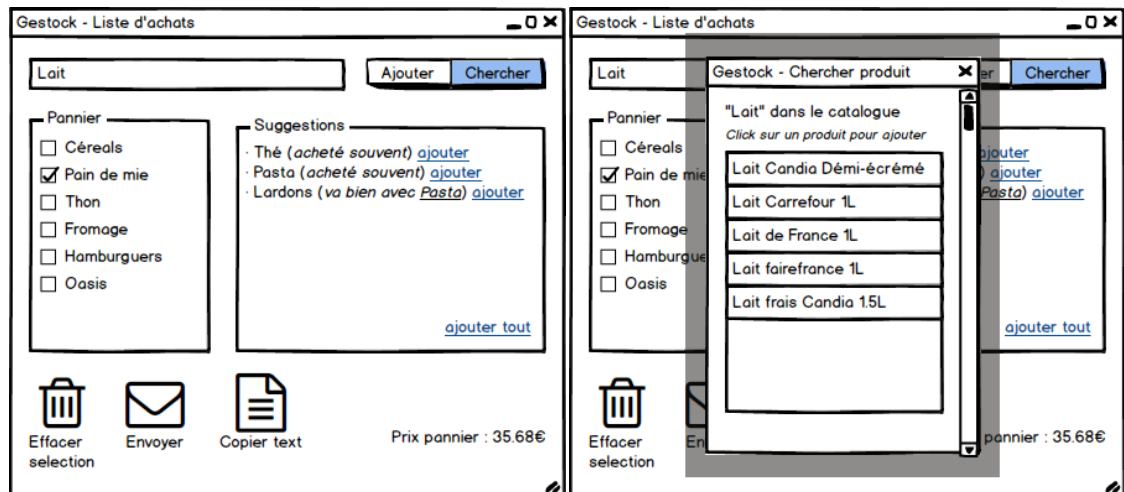 Gestock - Liste d'achats
Lait
Ajouter
Chercher
Pannier
Céreals
Pain de mie
Thon
Fromage
Hamburguers
Oasis
Suggestions
· Thé (acheté souvent) ajouter
· Pasta (acheté souvent) ajouter
· Lardons (va bien avec Pasta) ajouter
ajouter tout
Effacer
selection
Envoyer
Copier text
Prix pannier : 35.68€
Gestock - Liste d'achats
Lait
er
Chercher
Pannier
Céreals
Pain de mie
Thon
Fromage
Hamburgue
Oasis
Gestock - Chercher produit
"Lait" dans le catalogue
Click sur un produit pour ajouter
Lait Candia Démi-écrémé
Lait Carrefour 1L
Lait de France 1L
Lait fairefrance 1L
Lait frais Candia 1.5L
ajouter
) ajouter
Pasta) ajouter
ajouter tout
Effacer
selection
En
pannier : 35.68€